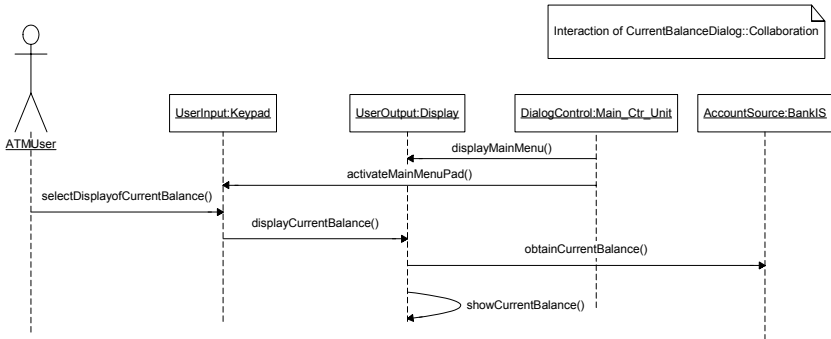 Interaction of CurrentBalanceDialog::Collaboration
UserInput:Keypad
UserOutput:Display
DialogControl:Main_Ctr_Unit
AccountSource:BankIS
ATMUser
displayMainMenu()
activateMainMenuPad()
selectDisplayofCurrentBalance()
displayCurrentBalance()
obtainCurrentBalance()
showCurrentBalance()